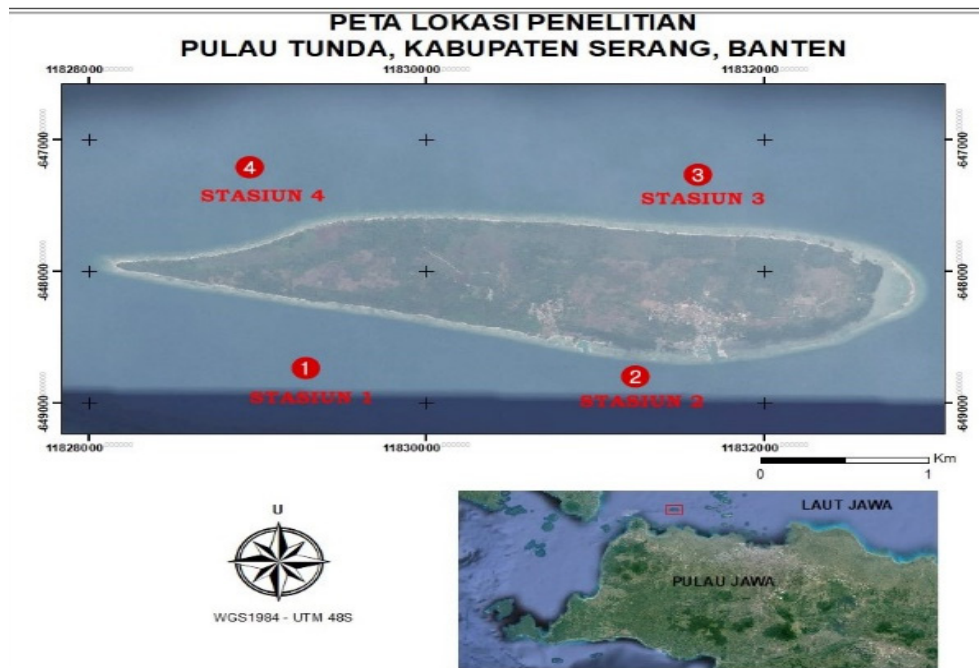 PETA LOKASI PENELITIAN
PULAU TUNDA, KABUPATEN SERANG, BANTEN
11828000 11830000 11832000
-647000 -647000
4
STASIUN 4
3
STASIUN 3
-648000 -648000
1
STASIUN 1
2
STASIUN 2
-649000 -649000
11828000 11830000 11832000
Km
0 1
U
WGS1984 - UTM 48S
LAUT JAWA
PULAU JAWA